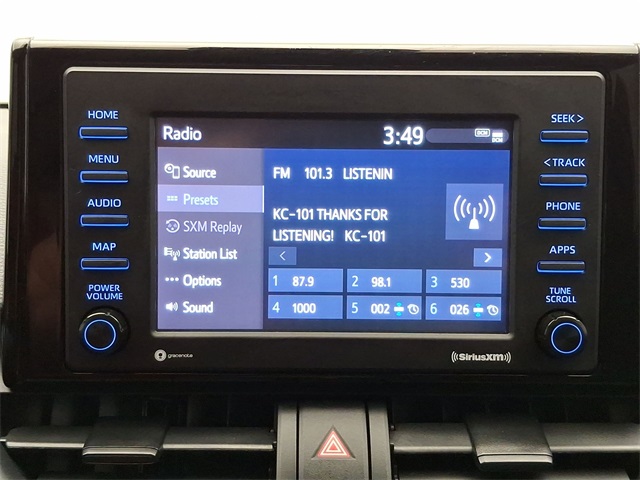 HOME
MENU
AUDIO
MAP
POWER
VOLUME
Radio
3:49
DCM
DCM
Source
Presets
SXM Replay
Station List
Options
Sound
FM 101.3 LISTENIN
KC-101 THANKS FOR
LISTENING! KC-101
< >
1 87.9 2 98.1 3 530
4 1000 5 002 6 026
SEEK >
< TRACK
PHONE
APPS
TUNE
SCROLL
gracenote
((SiriusXM))